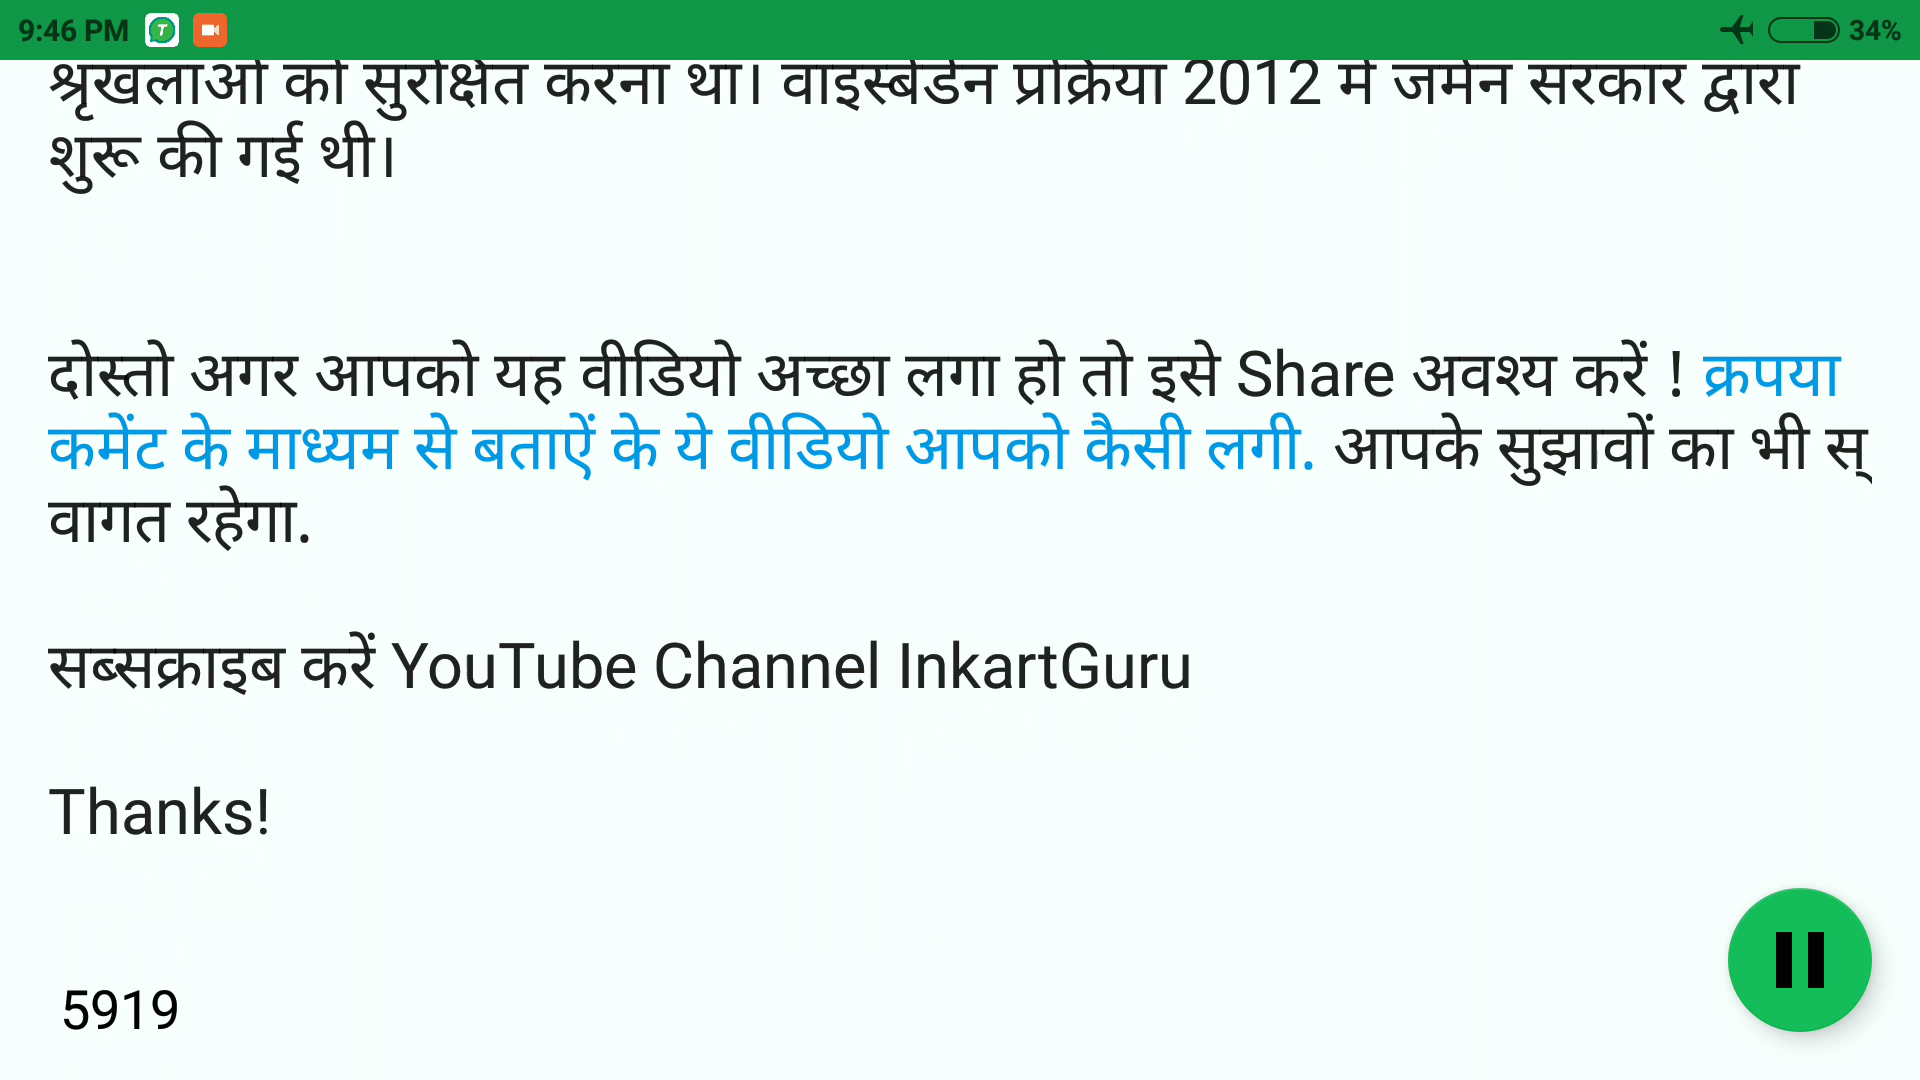 9:46 PM 34%
श्रृंखलाओं को सुरक्षित करना था। वाइस्बेडेन प्रक्रिया 2012 में जर्मन सरकार द्वारा
शुरू की गई थी।
दोस्तो अगर आपको यह वीडियो अच्छा लगा हो तो इसे Share अवश्य करें ! क्रपया
कमेंट के माध्यम से बताऐं के ये वीडियो आपको कैसी लगी. आपके सुझावों का भी स्
वागत रहेगा.
सब्सक्राइब करें YouTube Channel InkartGuru
Thanks!
5919